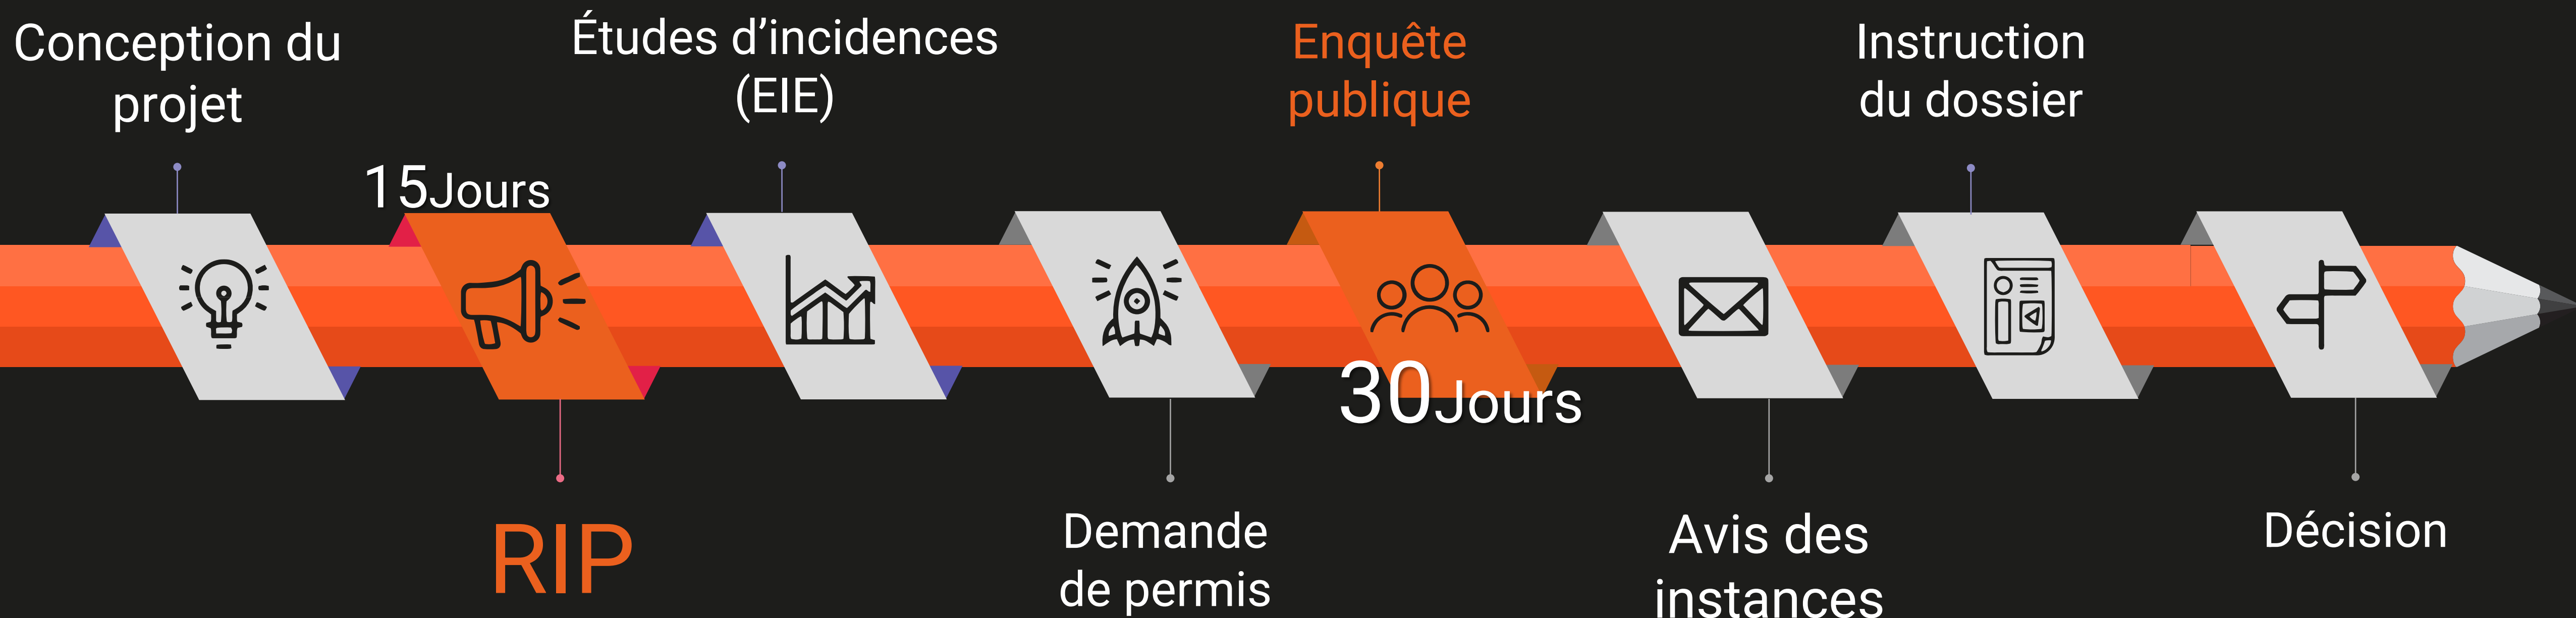 Conception du
projet
15Jours
RIP
Études d’incidences
(EIE)
Demande
de permis
Enquête
publique
30Jours
Avis des
instances
Instruction
du dossier
Décision